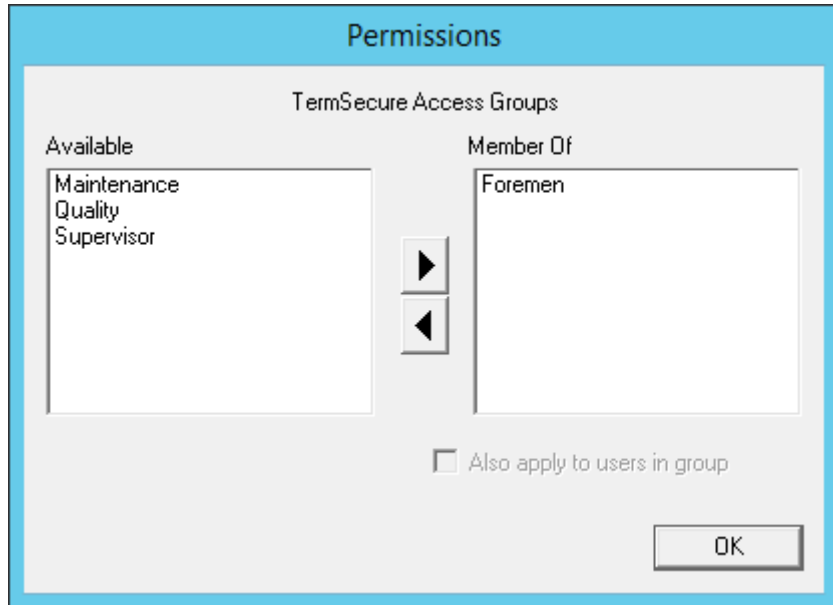 Permissions
TermSecure Access Groups
Available
Member Of
Maintenance
Quality
Supervisor
Foremen
Also apply to users in group
OK